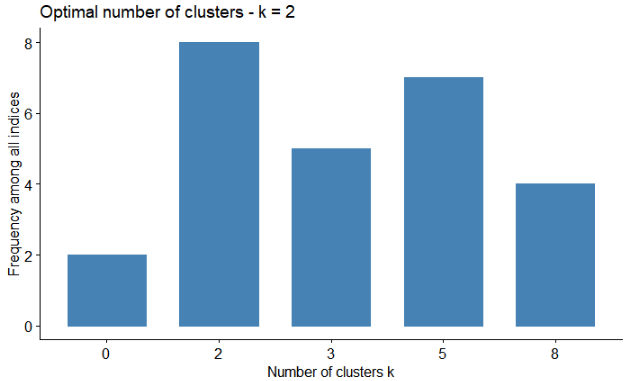 Optimal number of clusters - k = 2
Frequency among all indices
8
6
4
2
0
0 2 3 5 8
Number of clusters k